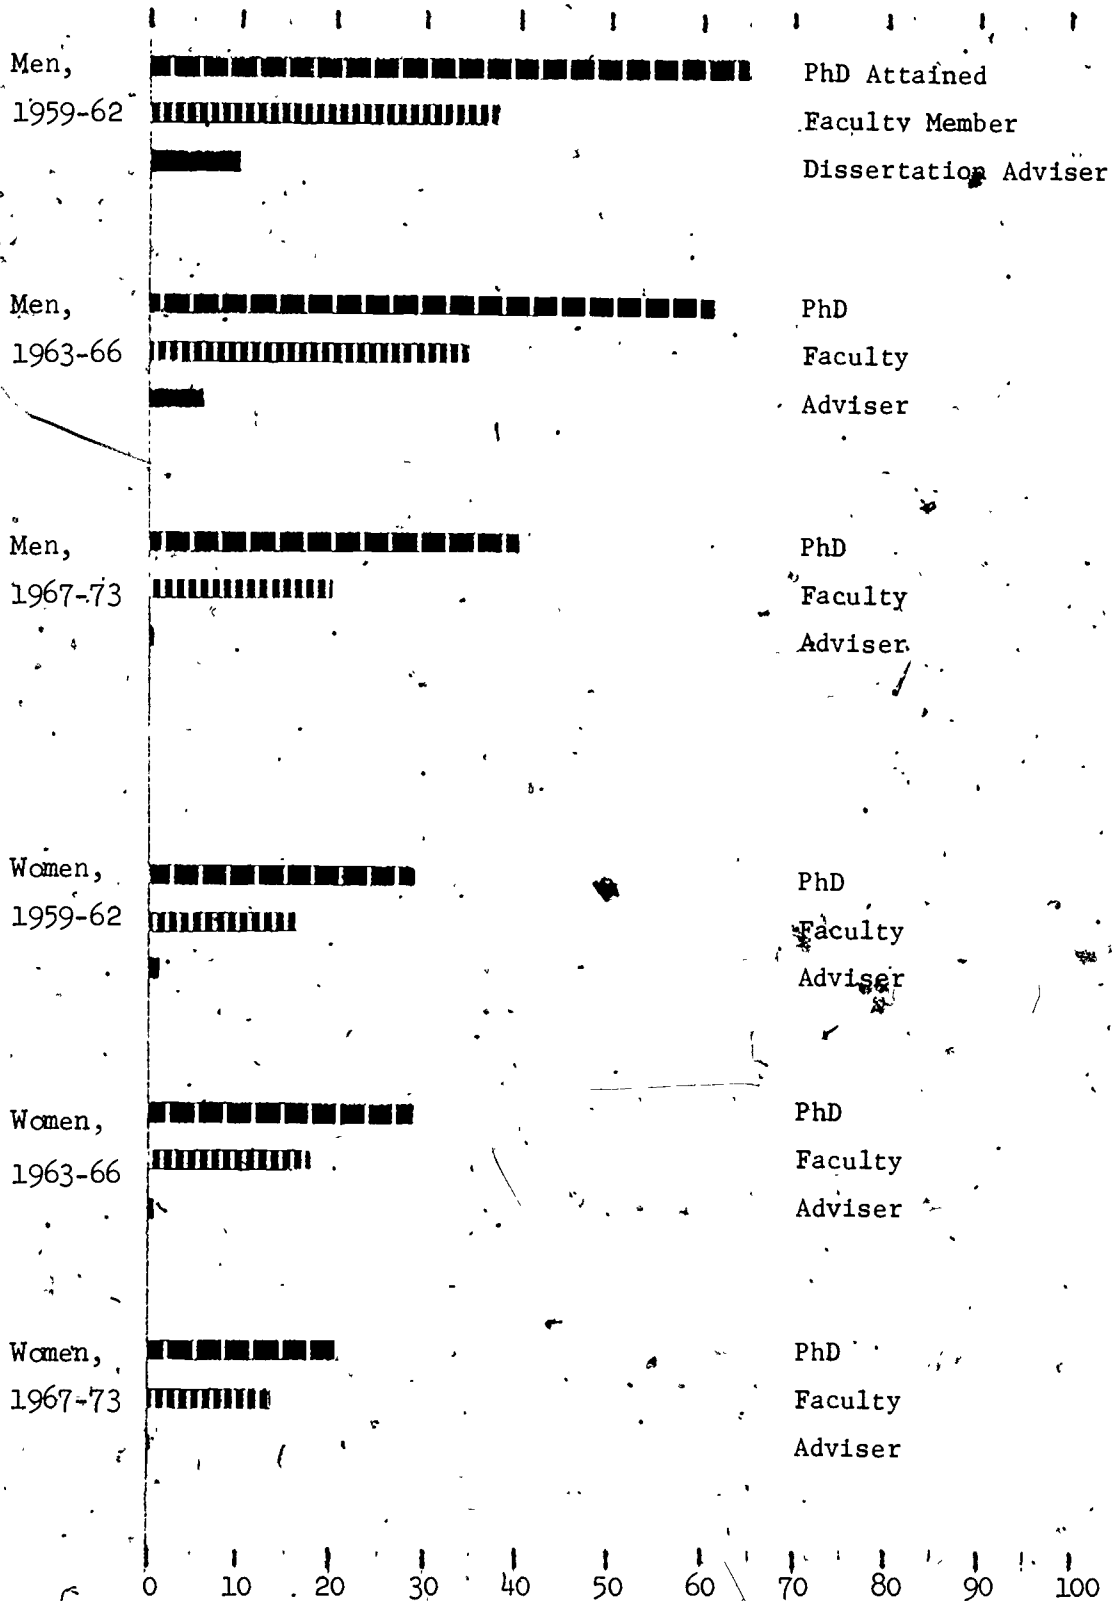 Men,
PhD Attained
1959-62
Faculty Member
Dissertation Adviser
Men,
PhD
1963-66
Faculty
Adviser
Men,
PhD
1967-73
Faculty
Adviser
Women,
PhD
1959-62
Faculty
Adviser
Women,
PhD
1963-66
Faculty
Adviser
Women,
PhD
1967-73
Faculty
Adviser
0 10 20 30 40 50 60 70 80 90 100